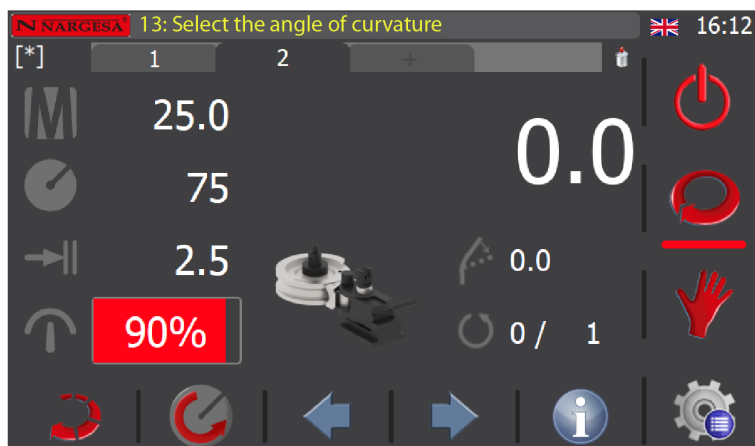 N NARGESA 13: Select the angle of curvature 16:12
[*] 1 2 +
25.0
0.0
75
2.5
0.0
90%
0 / 1